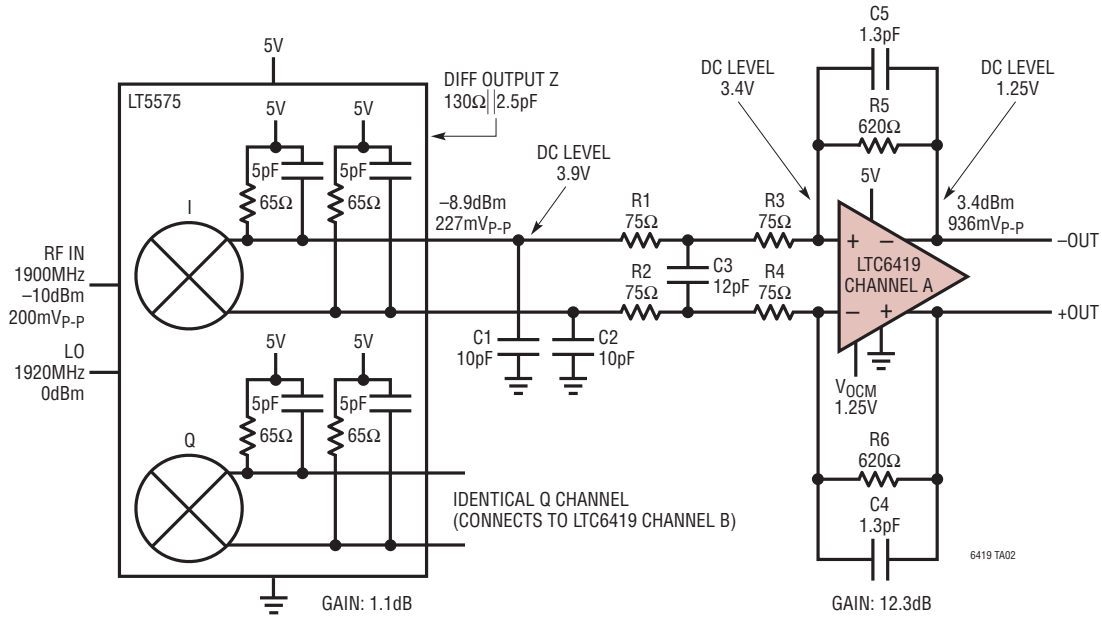 C5
1.3pF
5V
DIFF OUTPUT Z
130Ω||2.5pF
DC LEVEL
3.4V
DC LEVEL
1.25V
LT5575
R5
620Ω
5V
5V
5pF
65Ω
5pF
65Ω
DC LEVEL
3.9V
5V
I
–8.9dBm
227mVP-P
R1
75Ω
R3
75Ω
3.4dBm
936mVP-P
RF IN
1900MHz
–10dBm
200mVP-P
+ –
LTC6419
CHANNEL A
– +
–OUT
C3
12pF
R2
75Ω
R4
75Ω
+OUT
LO
1920MHz
0dBm
5V
5V
C1
10pF
C2
10pF
VOCM
1.25V
5pF
65Ω
5pF
65Ω
Q
R6
620Ω
IDENTICAL Q CHANNEL
(CONNECTS TO LTC6419 CHANNEL B)
C4
1.3pF
6419 TA02
GAIN: 1.1dB
GAIN: 12.3dB